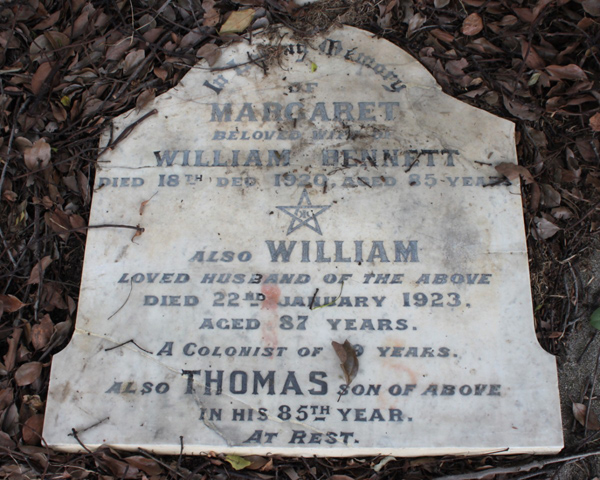 In Loving Memory
OF
MARGARET
BELOVED WIFE OF
WILLIAM BENNETT
DIED 18TH DEC 1920, AGED 85 YEARS
ALSO WILLIAM
LOVED HUSBAND OF THE ABOVE
DIED 22ND JANUARY 1923.
AGED 87 YEARS.
A COLONIST OF YEARS.
ALSO THOMAS SON OF ABOVE
IN HIS 85TH YEAR.
AT REST.